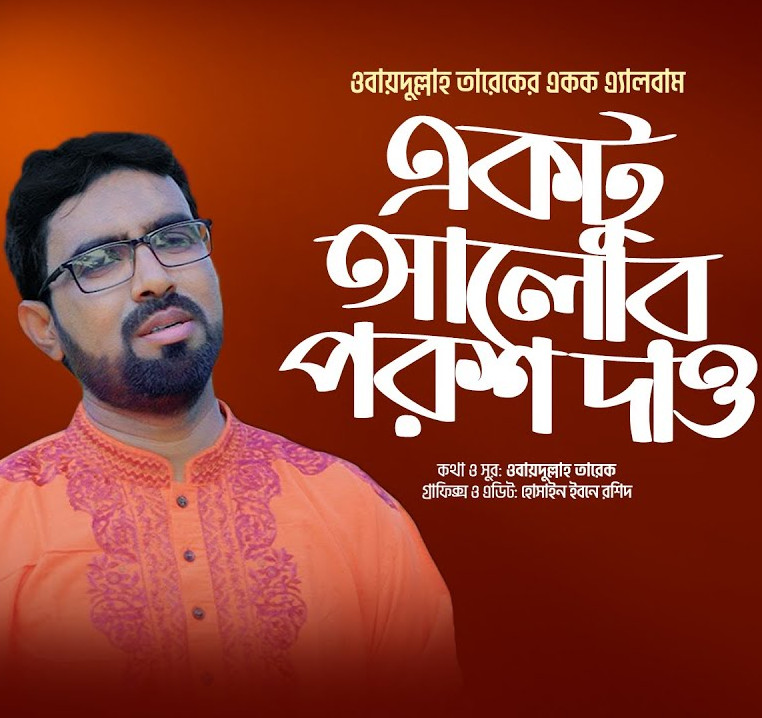 ওবায়দুল্লাহ তারেকের একক এ্যালবাম
একটু
আলোর
পরশ দাও
কথা ও সুর: ওবায়দুল্লাহ তারেক
গ্রাফিক্স ও এডিট: হোসাইন ইবনে রশিদ